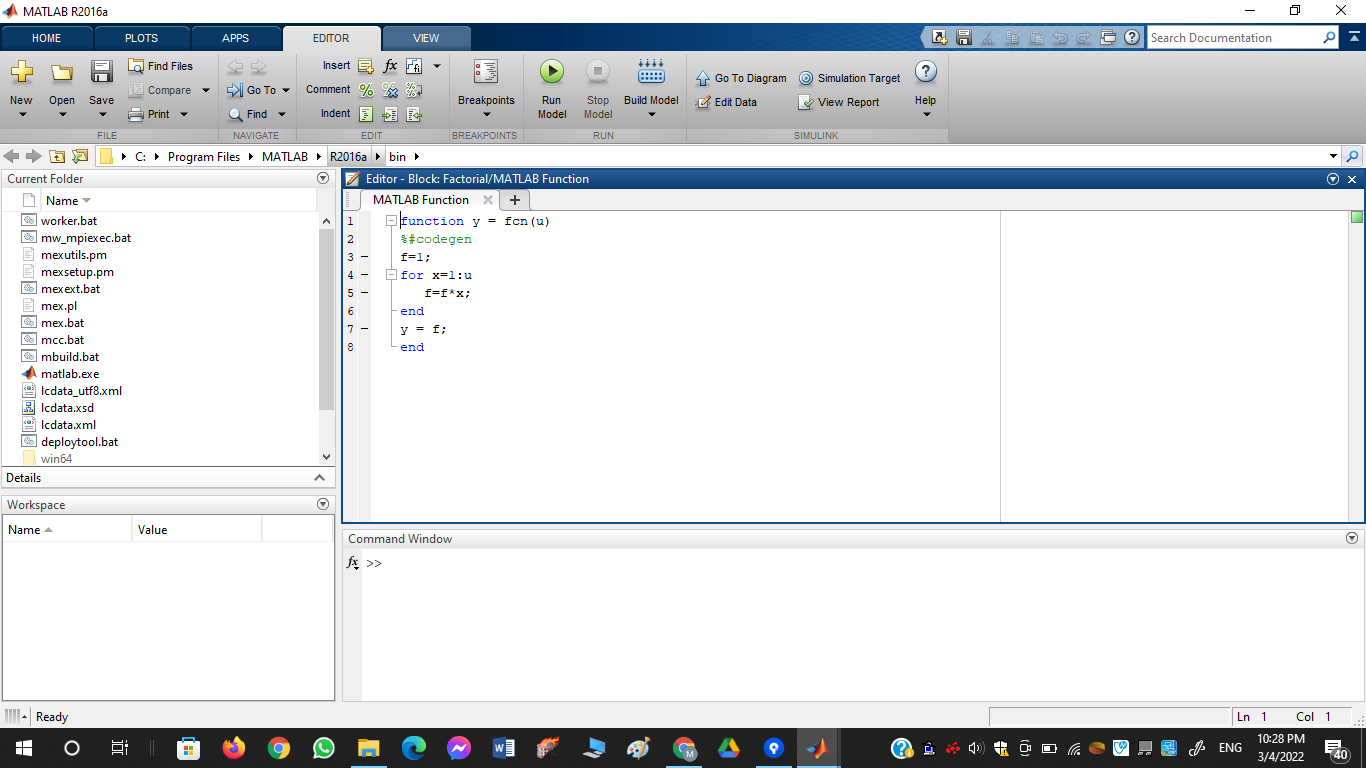 MATLAB R2016a
HOME PLOTS APPS EDITOR VIEW
Search Documentation
New Open Save Find Files Compare Print
Go To Find
Insert fx
Comment
Indent
Breakpoints
Run Model
Stop Model
Build Model
Go To Diagram Simulation Target
Edit Data View Report
Help
FILE NAVIGATE EDIT BREAKPOINTS RUN SIMULINK
C: Program Files MATLAB R2016a bin
Current Folder
Name
worker.bat
mw_mpiexec.bat
mexutils.pm
mexsetup.pm
mexext.bat
mex.pl
mex.bat
mcc.bat
mbuild.bat
matlab.exe
lcdata_utf8.xml
lcdata.xsd
lcdata.xml
deploytool.bat
win64
Details
Workspace
Name Value
Editor - Block: Factorial/MATLAB Function
MATLAB Function
1 function y = fcn(u)
2 %#codegen
3 f=1;
4 for x=1:u
5 f=f*x;
6 end
7 y = f;
8 end
Command Window
fx >>
Ready
Ln 1 Col 1
ENG
10:28 PM
3/4/2022
40